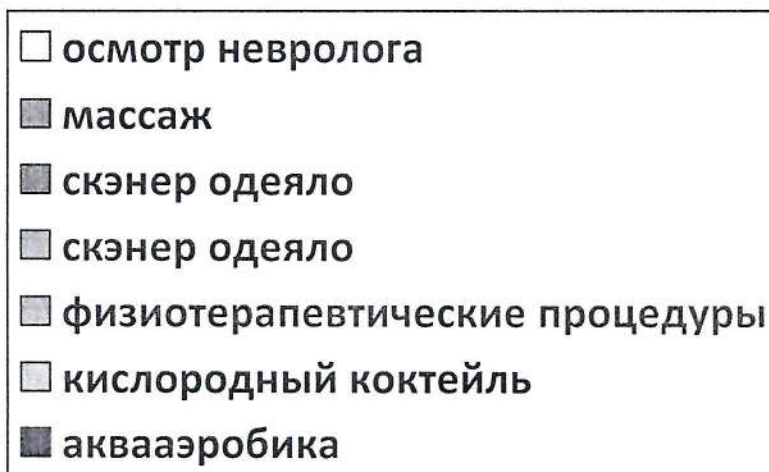 осмотр невролога
массаж
скэнер одеяло
скэнер одеяло
физиотерапевтические процедуры
кислородный коктейль
аквааэробика